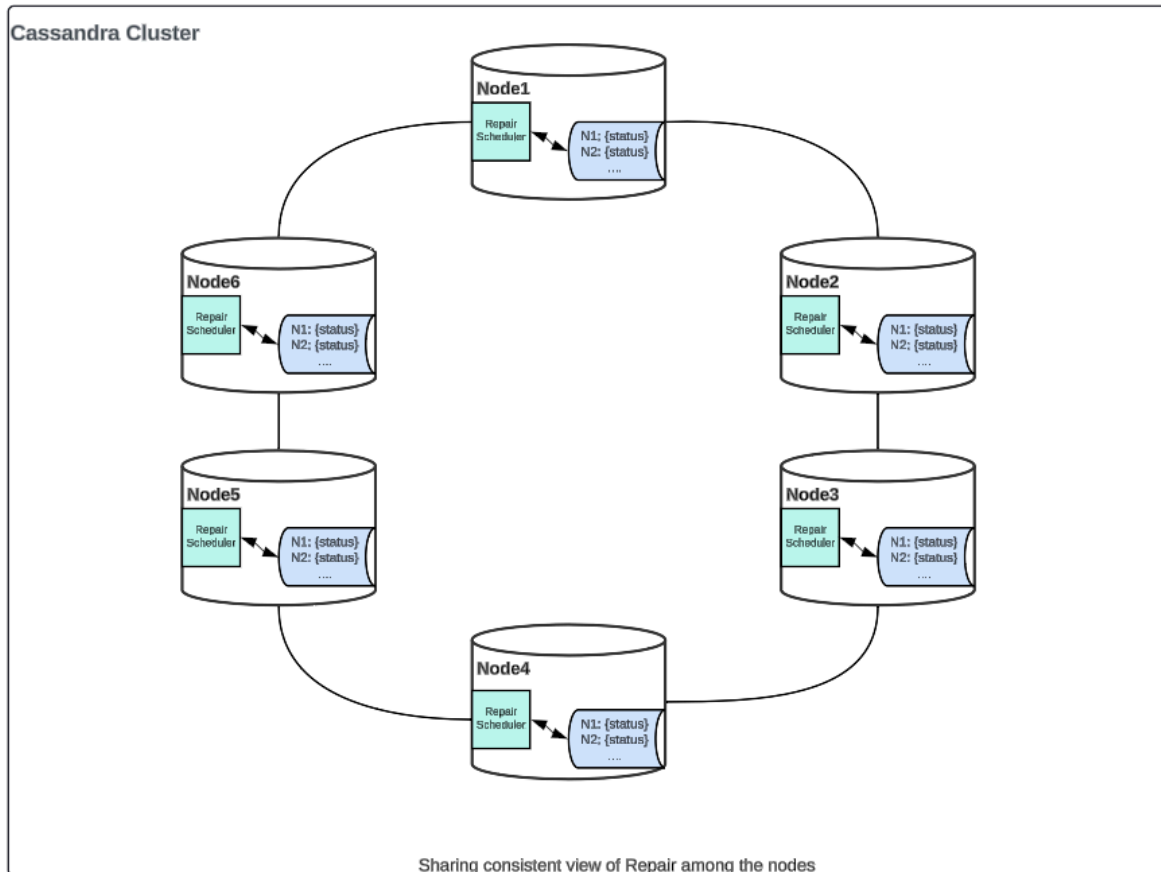 Cassandra Cluster
Node1
Repair
Scheduler
N1; {status}
N2: {status}
....
Node6
Repair
Scheduler
N1: {status}
N2; {status}
....
Node2
Repair
Scheduler
N1: {status}
N2; {status}
....
Node5
Repair
Scheduler
N1: {status}
N2: {status}
....
Node3
Repair
Scheduler
N1: {status}
N2: {status}
....
Node4
Repair
Scheduler
N1: {status}
N2; {status}
....
Sharing consistent view of Repair among the nodes